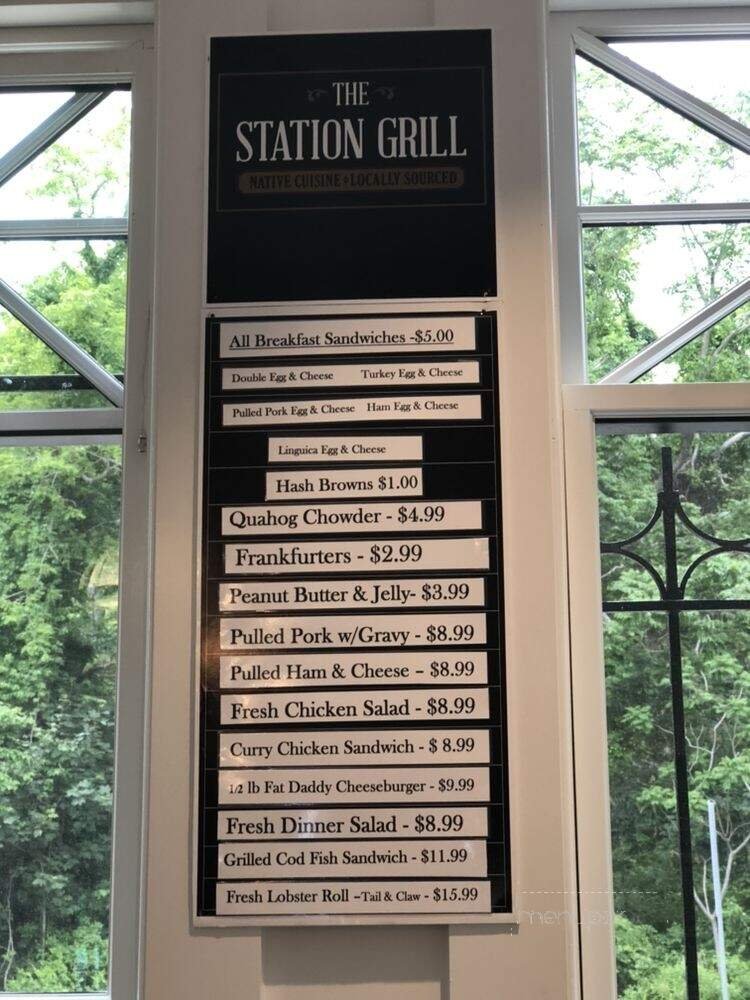 THE
STATION GRILL
NATIVE CUISINE • LOCALLY SOURCED
All Breakfast Sandwiches -$5.00
Double Egg & Cheese Turkey Egg & Cheese
Pulled Pork Egg & Cheese Ham Egg & Cheese
Linguica Egg & Cheese
Hash Browns $1.00
Quahog Chowder - $4.99
Frankfurters - $2.99
Peanut Butter & Jelly- $3.99
Pulled Pork w/Gravy - $8.99
Pulled Ham & Cheese - $8.99
Fresh Chicken Salad - $8.99
Curry Chicken Sandwich - $ 8.99
1/2 lb Fat Daddy Cheeseburger - $9.99
Fresh Dinner Salad - $8.99
Grilled Cod Fish Sandwich - $11.99
Fresh Lobster Roll -Tail & Claw - $15.99